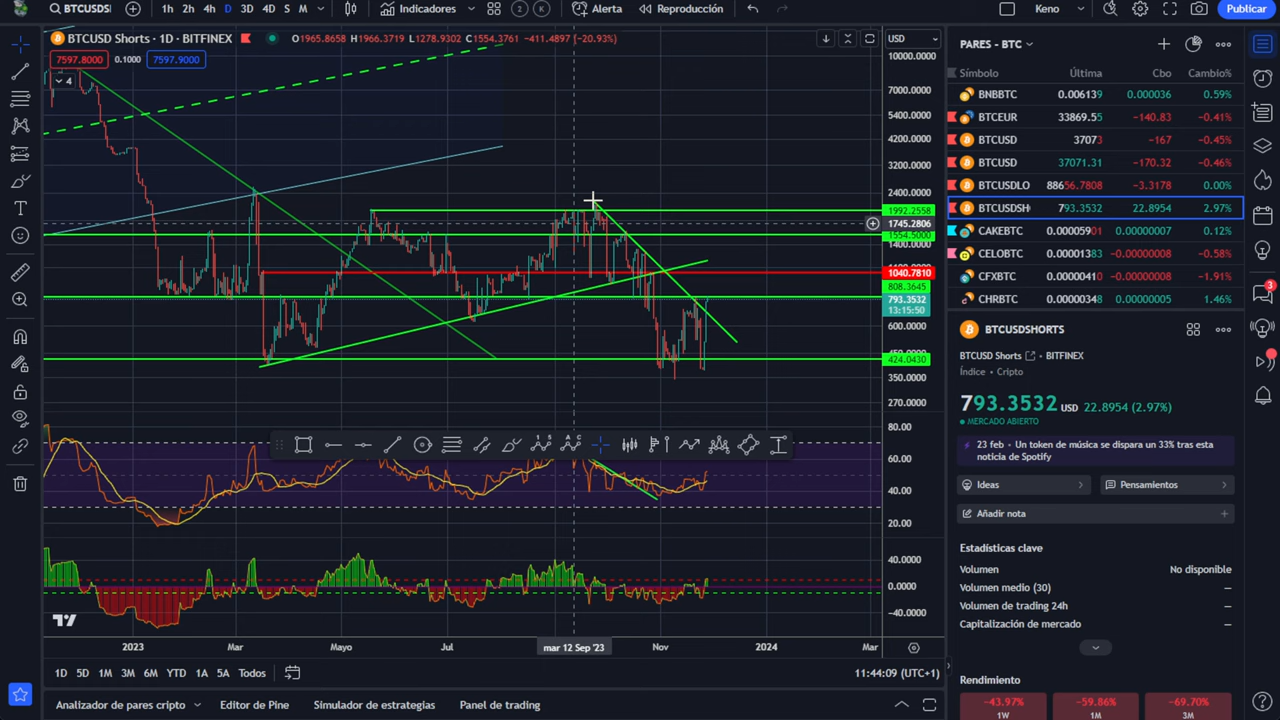 BTCUSDSI
1h 2h 4h D 3D 4D S M
Indicadores
2 K
Alerta
Reproducción
Keno
Publicar
BTCUSD Shorts · 1D · BITFINEX
O1965.8658 H1966.3719 L1278.9302 C1554.3761 −411.4897 (−20.93%)
USD
7597.8000 0.1000 7597.9000
4
10000.0000
7000.0000
5400.0000
4200.0000
3200.0000
2400.0000
1992.2558
1745.2806
1554.5000
1400.0000
1040.7810
808.3645
793.3532
13:15:50
600.0000
424.0430
350.0000
270.0000
80.00
60.00
40.00
20.00
40.0000
0.0000
−40.0000
2023 Mar Mayo Jul mar 12 Sep '23 Nov 2024 Mar
1D 5D 1M 3M 6M YTD 1A 5A Todos
11:44:09 (UTC+1)
Analizador de pares cripto Editor de Pine Simulador de estrategias Panel de trading
PARES - BTC
Símbolo Última Cbo Cambio%
BNBBTC 0.006139 0.000036 0.59%
BTCEUR 33869.55 −140.83 −0.41%
BTCUSD 37073 −167 −0.45%
BTCUSD 37071.31 −170.32 −0.46%
BTCUSDLO 88656.7808 −3.3178 0.00%
BTCUSDSH 793.3532 22.8954 2.97%
CAKEBTC 0.00005901 0.00000007 0.12%
CELOBTC 0.00001383 −0.00000008 −0.58%
CFXBTC 0.00000410 −0.00000008 −1.91%
CHRBTC 0.00000348 0.00000005 1.46%
3
BTCUSDSHORTS
BTCUSD Shorts · BITFINEX
Índice · Cripto
793.3532 USD 22.8954 (2.97%)
MERCADO ABIERTO
23 feb · Un token de música se dispara un 33% tras esta
noticia de Spotify
Ideas
Pensamientos
Añadir nota
Estadísticas clave
Volumen No disponible
Volumen medio (30) —
Volumen de trading 24h —
Capitalización de mercado —
Rendimiento
−43.97% −59.86% −69.70%
1W 1M 3M